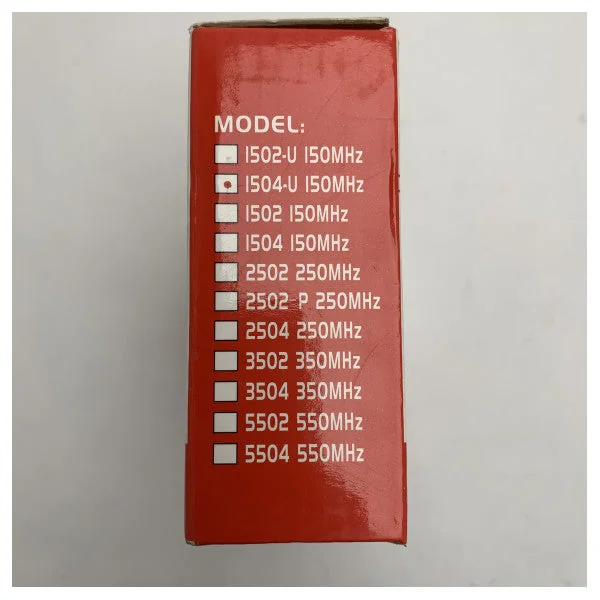 MODEL:
1502-U 150MHz
1504-U 150MHz
1502 150MHz
1504 150MHz
2502 250MHz
2502-P 250MHz
2504 250MHz
3502 350MHz
3504 350MHz
5502 550MHz
5504 550MHz